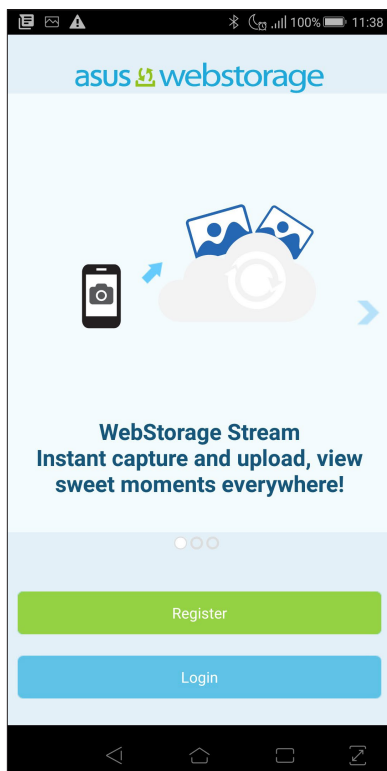 100% 11:38
asus webstorage
WebStorage Stream
Instant capture and upload, view
sweet moments everywhere!
Register
Login